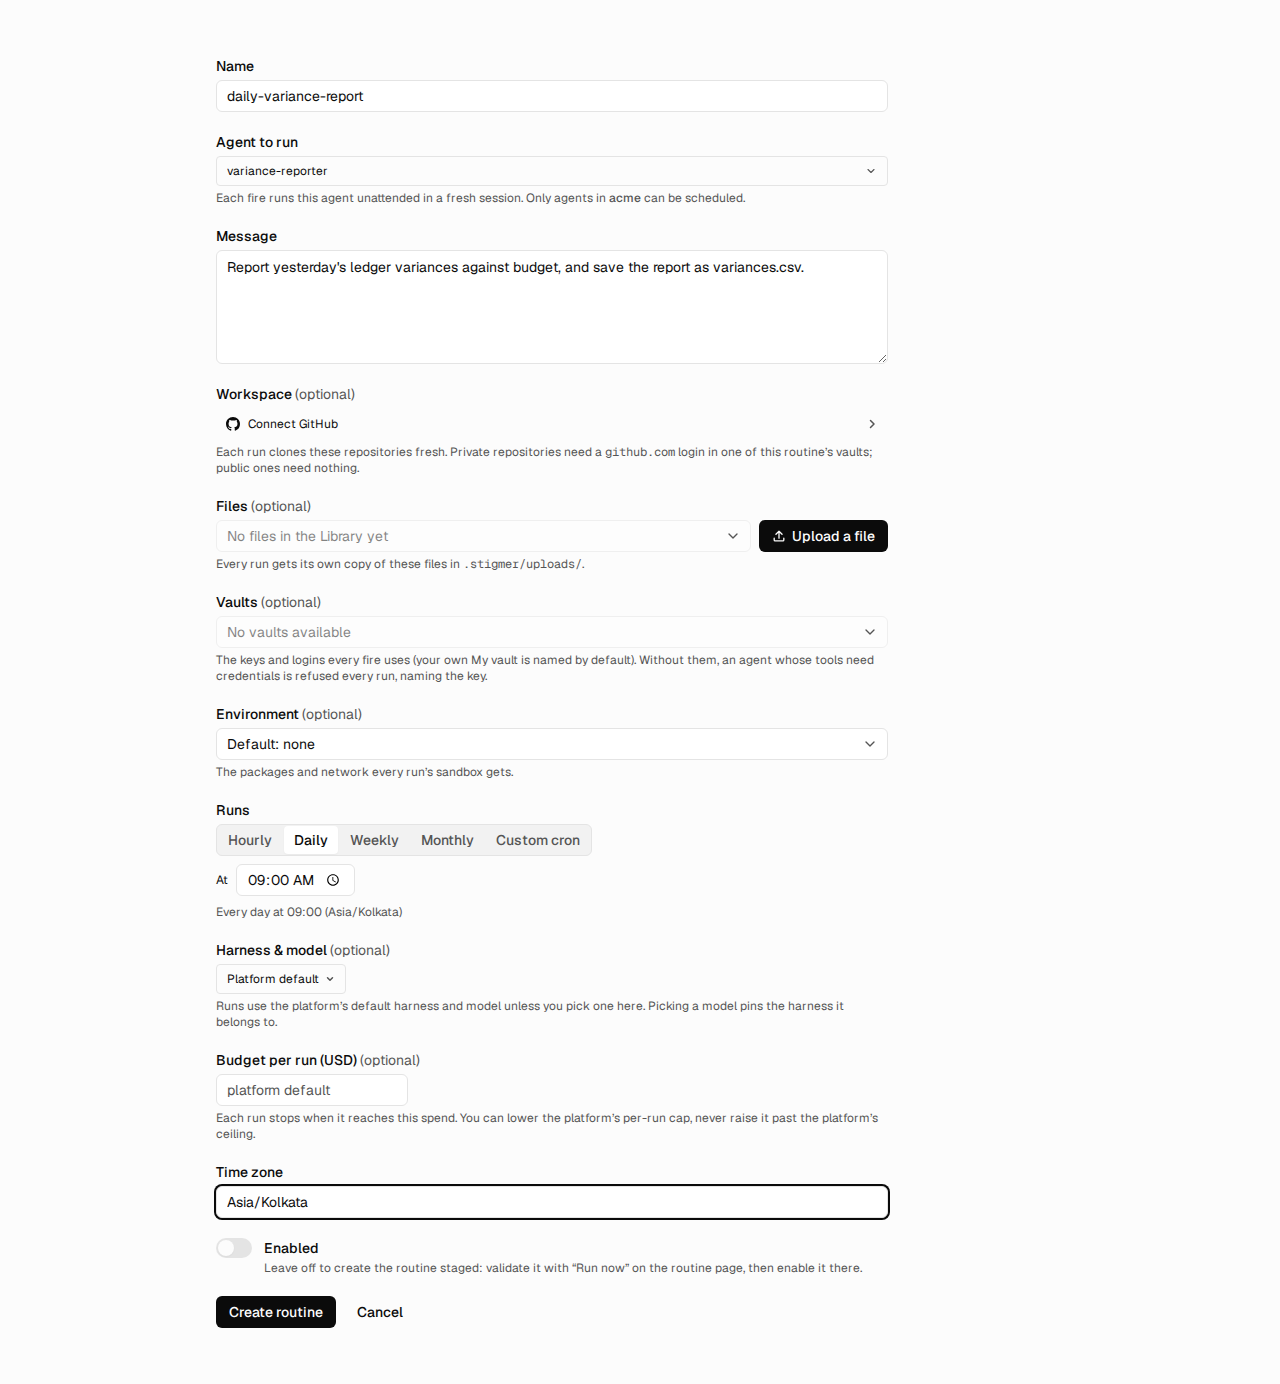 Name
daily-variance-report
Agent to run
variance-reporter
Each fire runs this agent unattended in a fresh session. Only agents in acme can be scheduled.
Message
Report yesterday's ledger variances against budget, and save the report as variances.csv.
Workspace (optional)
Connect GitHub
Each run clones these repositories fresh. Private repositories need a github.com login in one of this routine's vaults;
public ones need nothing.
Files (optional)
No files in the Library yet
Upload a file
Every run gets its own copy of these files in .stigmer/uploads/.
Vaults (optional)
No vaults available
The keys and logins every fire uses (your own My vault is named by default). Without them, an agent whose tools need
credentials is refused every run, naming the key.
Environment (optional)
Default: none
The packages and network every run's sandbox gets.
Runs
Hourly Daily Weekly Monthly Custom cron
At 09:00 AM
Every day at 09:00 (Asia/Kolkata)
Harness & model (optional)
Platform default
Runs use the platform's default harness and model unless you pick one here. Picking a model pins the harness it
belongs to.
Budget per run (USD) (optional)
platform default
Each run stops when it reaches this spend. You can lower the platform's per-run cap, never raise it past the platform's
ceiling.
Time zone
Asia/Kolkata
Enabled
Leave off to create the routine staged: validate it with “Run now” on the routine page, then enable it there.
Create routine Cancel